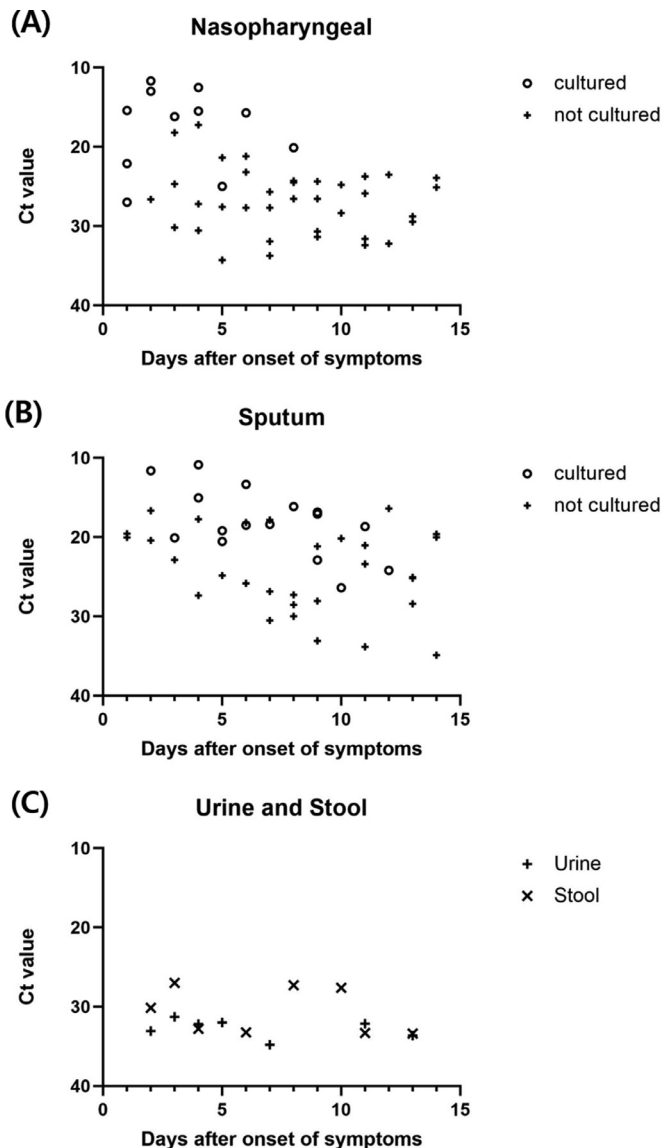 (A)
Nasopharyngeal
10
20
30
40
0 5 10 15
Ct value
Days after onset of symptoms
cultured
not cultured
(B)
Sputum
10
20
30
40
0 5 10 15
Ct value
Days after onset of symptoms
cultured
not cultured
(C)
Urine and Stool
10
20
30
40
0 5 10 15
Ct value
Days after onset of symptoms
Urine
Stool